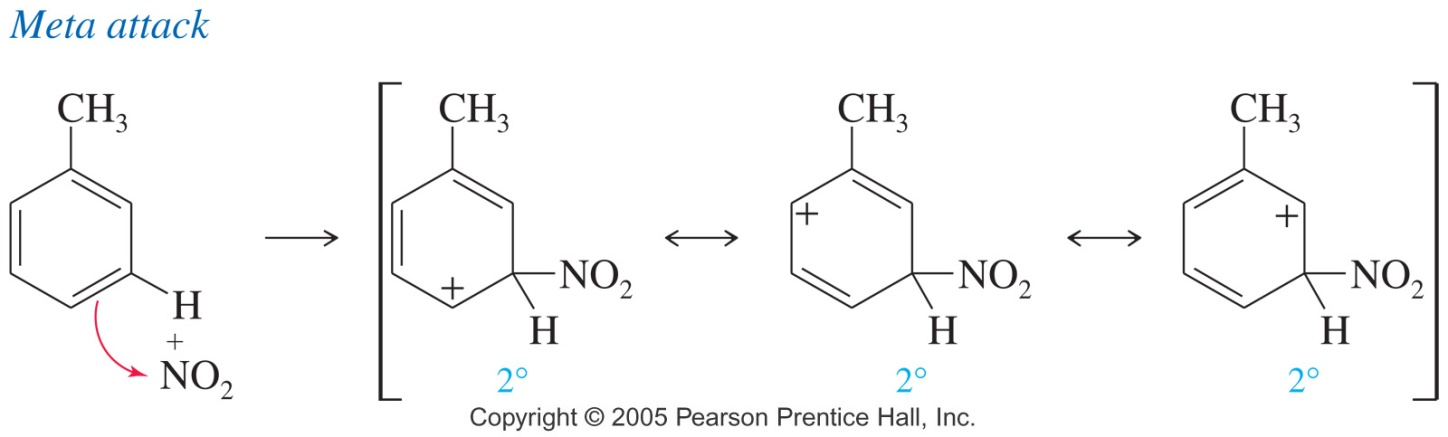 Meta attack
CH₃ CH₃ CH₃ CH₃
+ +
+
NO₂ NO₂ NO₂
H
+
H H H
NO₂
2° 2° 2°
Copyright © 2005 Pearson Prentice Hall, Inc.